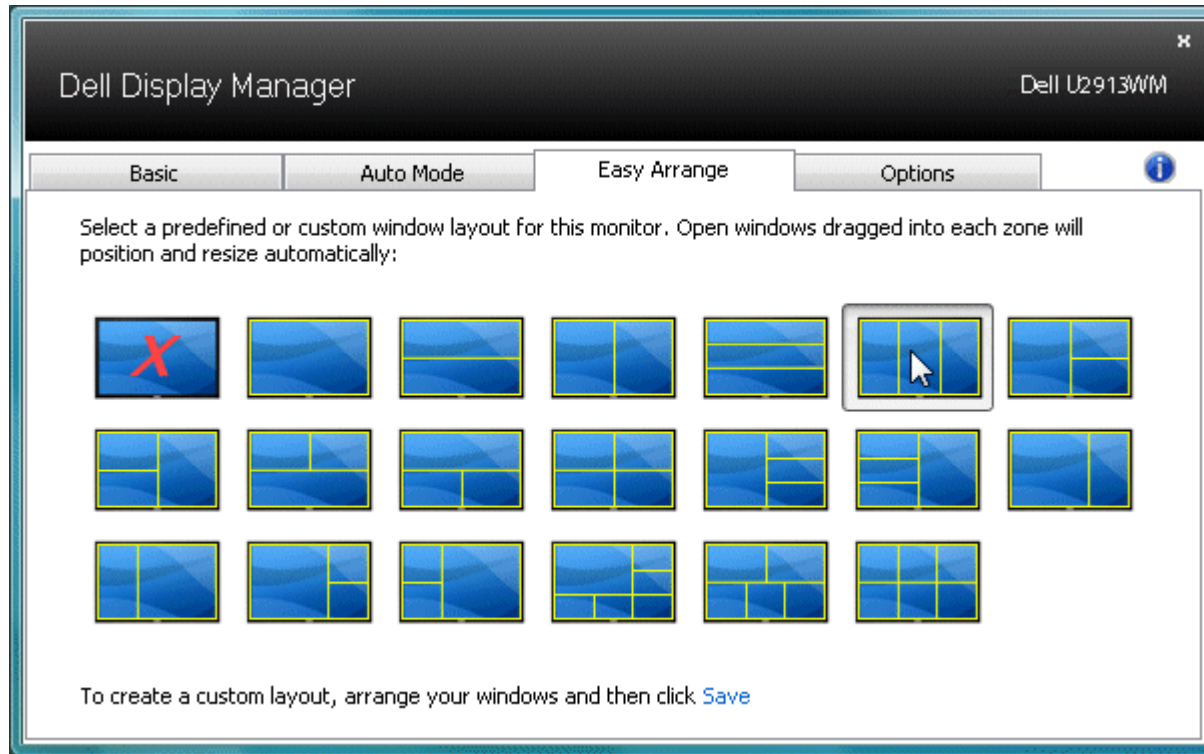 Dell Display Manager
Dell U2913WM
Basic
Auto Mode
Easy Arrange
Options
Select a predefined or custom window layout for this monitor. Open windows dragged into each zone will
position and resize automatically:
To create a custom layout, arrange your windows and then click Save